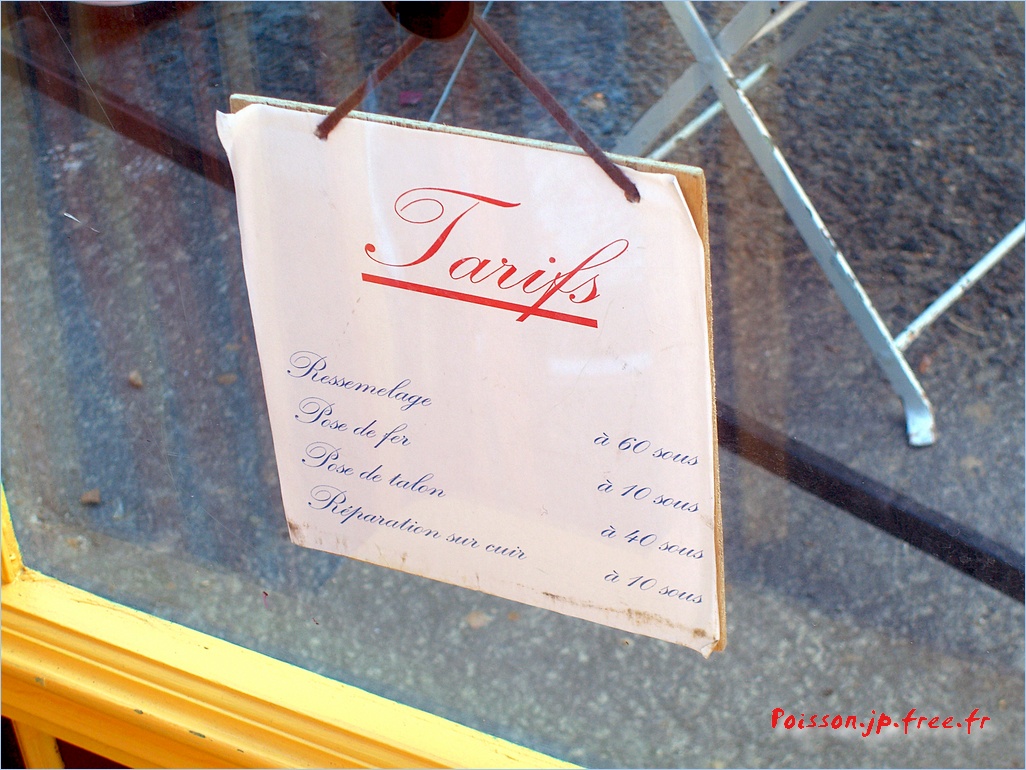 Tarifs
Ressemelage à 60 sous
Pose de fer à 10 sous
Pose de talon à 40 sous
Réparation sur cuir à 10 sous
Poisson.jp.free.fr